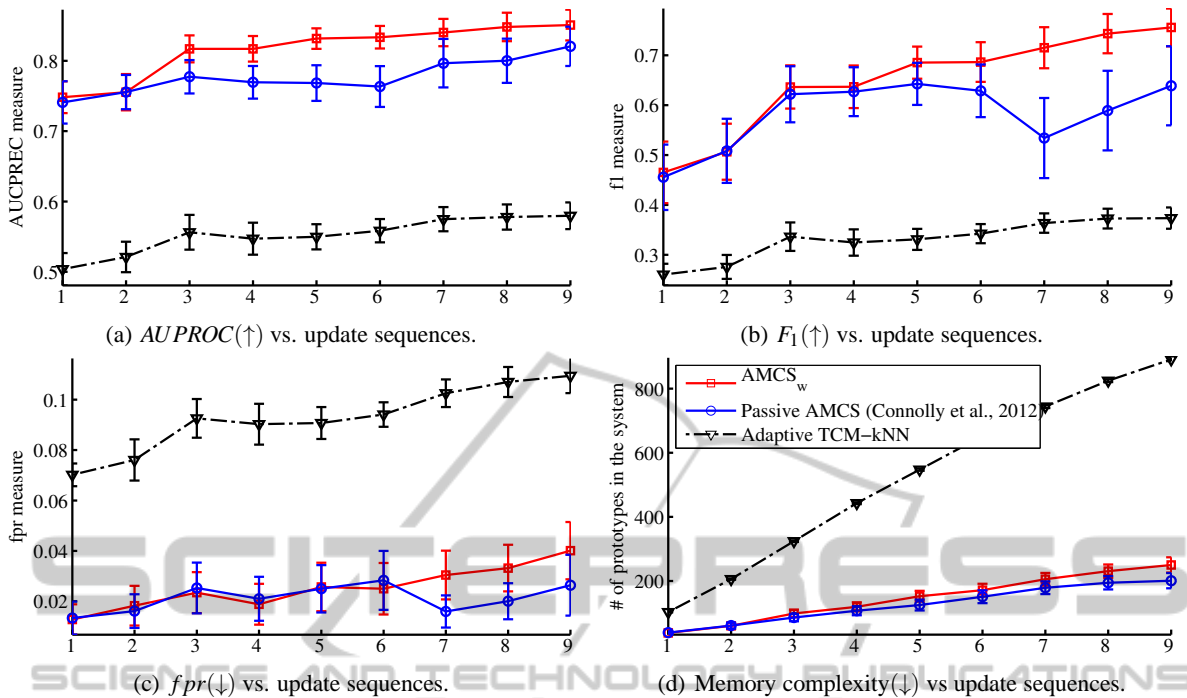 AUCPREC measure
0.8
0.7
0.6
0.5
1 2 3 4 5 6 7 8 9
(a) AUPROC(↑) vs. update sequences.
f1 measure
0.7
0.6
0.5
0.4
0.3
1 2 3 4 5 6 7 8 9
(b) F1(↑) vs. update sequences.
fpr measure
0.1
0.08
0.06
0.04
0.02
1 2 3 4 5 6 7 8 9
(c) fpr(↓) vs. update sequences.
# of prototypes in the system
800
600
400
200
AMCSw
Passive AMCS (Connolly et al., 2012)
Adaptive TCM−kNN
1 2 3 4 5 6 7 8 9
(d) Memory complexity(↓) vs update sequences.
SCITEPRESS
SCIENCE AND TECHNOLOGY PUBLICATIONS